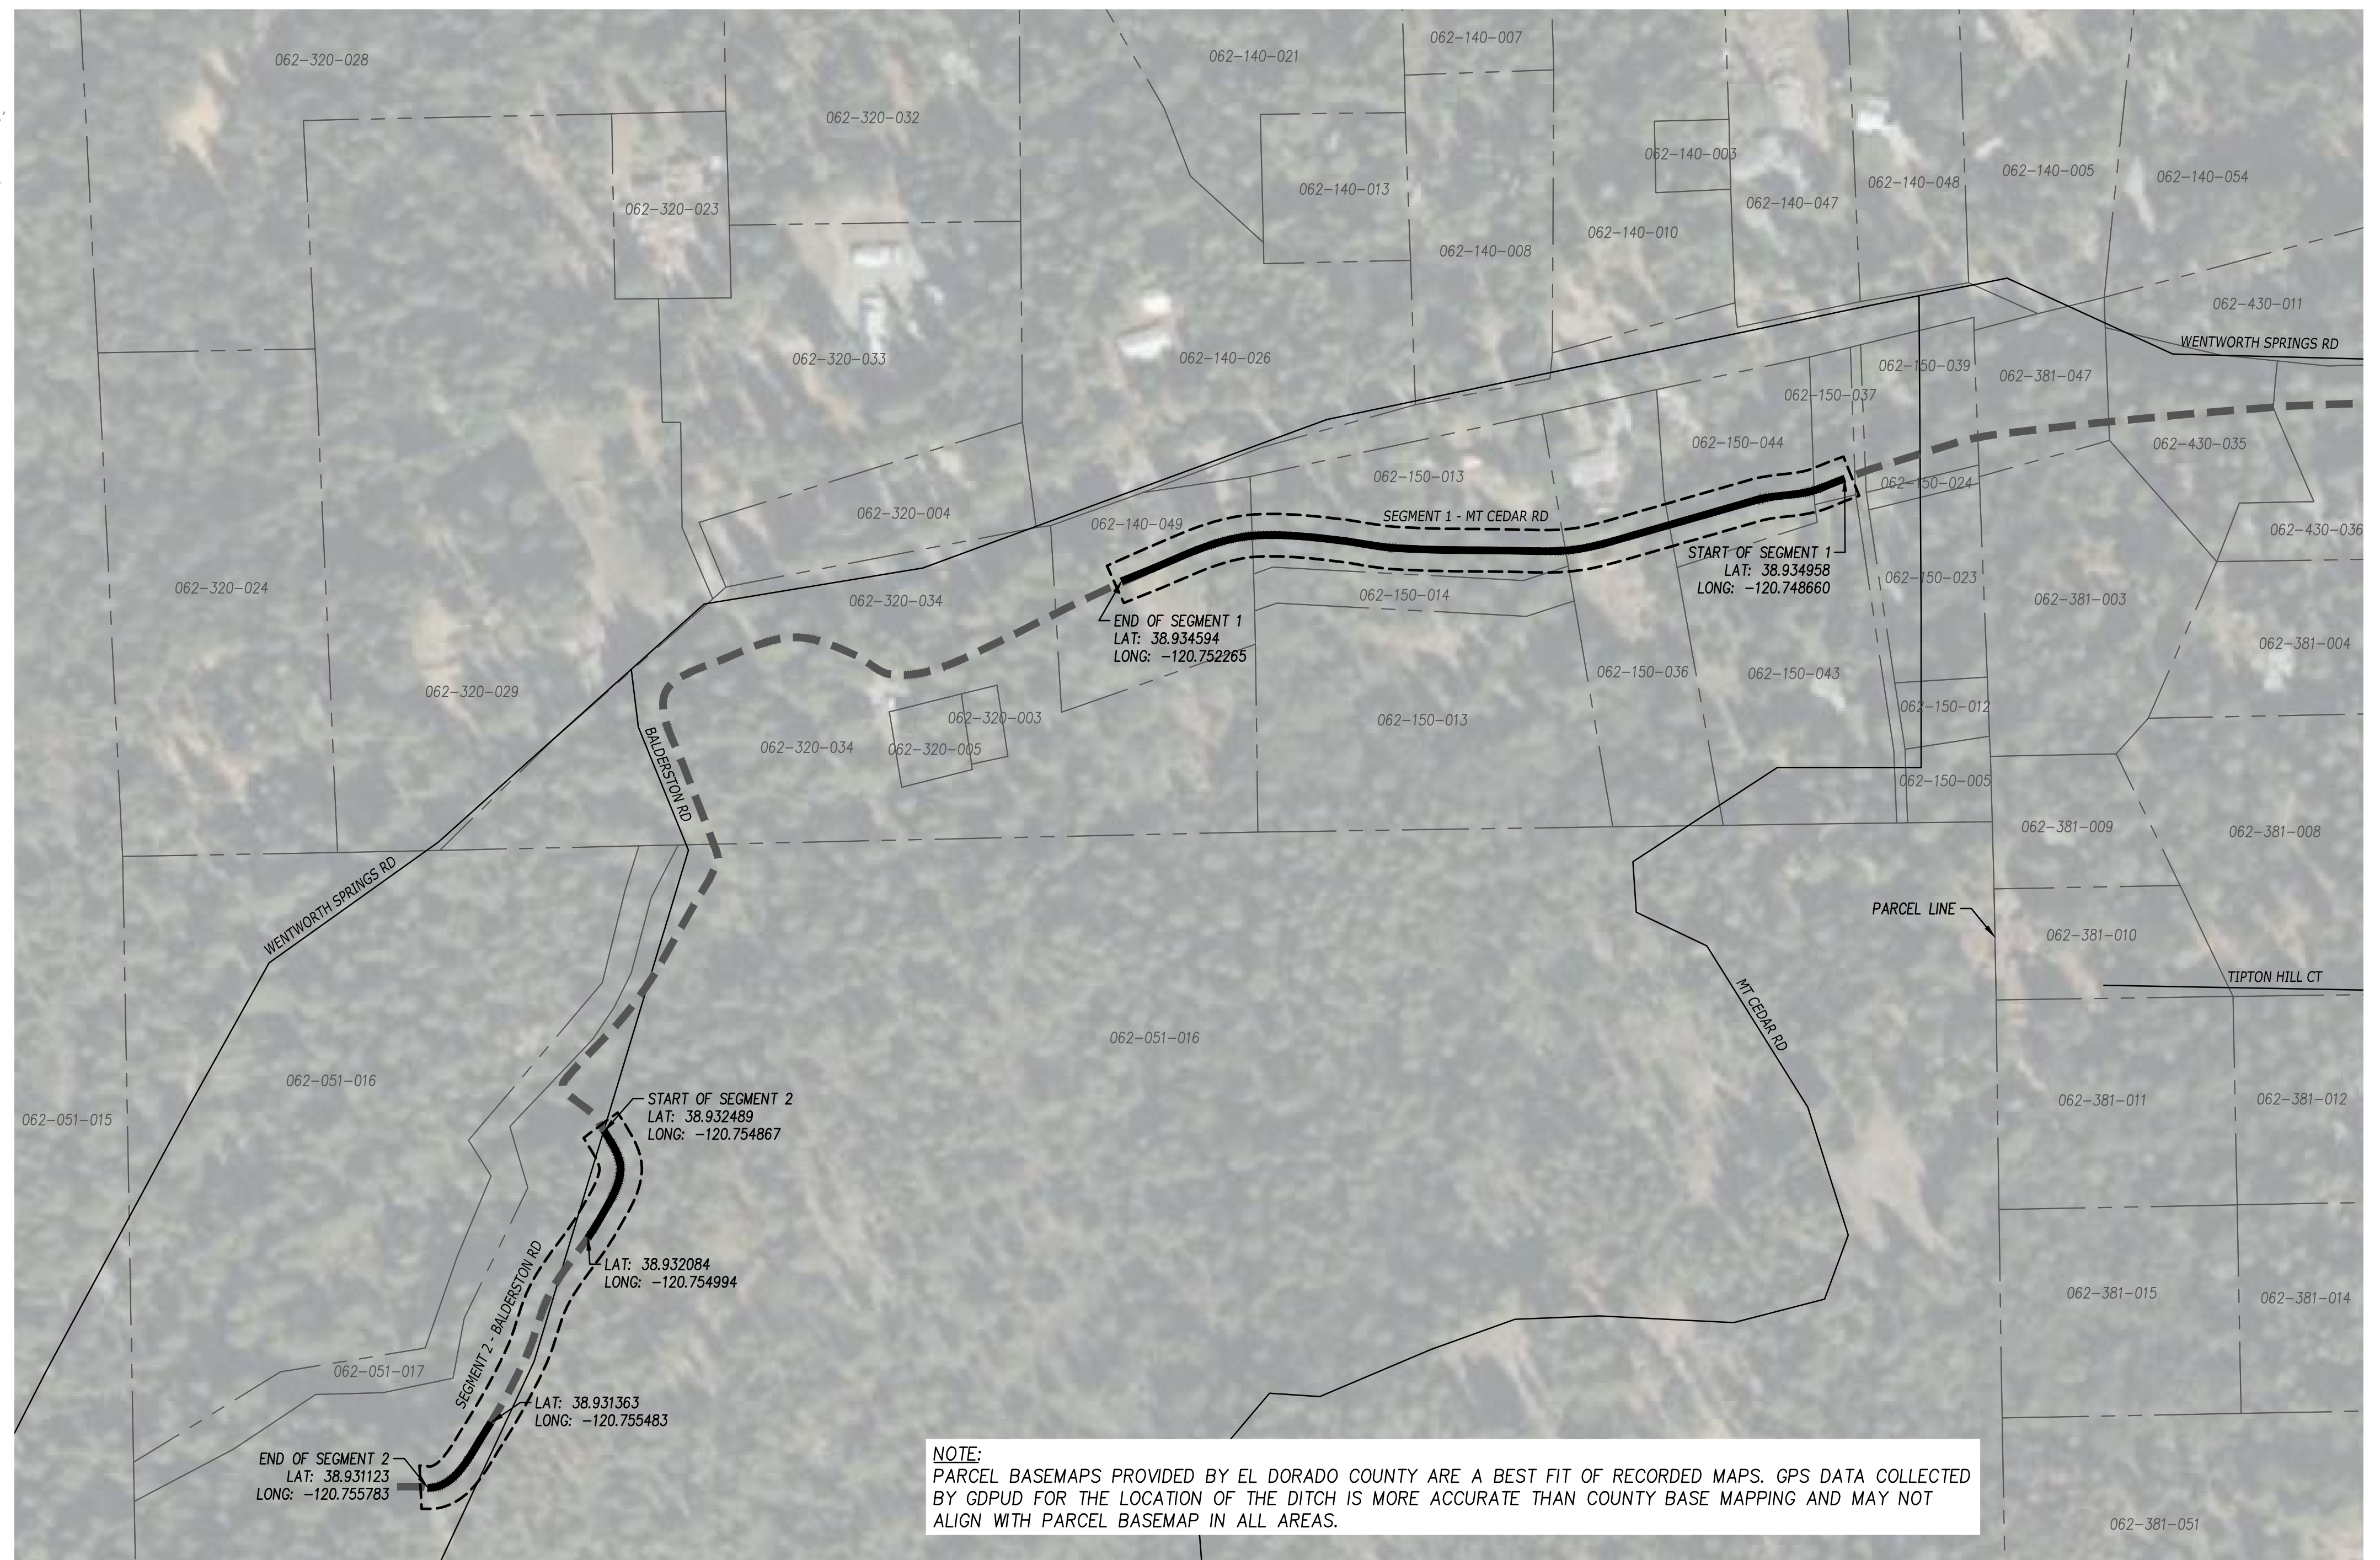 062-320-028
062-140-021
062-140-007
062-320-032
062-140-003
062-140-013
062-140-047
062-140-048
062-140-005
062-140-054
062-320-023
062-140-008
062-140-010
062-430-011
WENTWORTH SPRINGS RD
062-320-033
062-140-026
062-150-037
062-150-039
062-381-047
062-150-013
062-150-044
062-430-035
062-150-024
062-320-004
062-140-049
SEGMENT 1 - MT CEDAR RD
062-430-036
START OF SEGMENT 1
LAT: 38.934958
LONG: -120.748660
062-150-023
062-320-024
062-320-034
062-150-014
062-381-003
END OF SEGMENT 1
LAT: 38.934594
LONG: -120.752265
062-381-004
062-320-029
062-150-036
062-150-043
062-320-003
062-150-013
062-150-012
BALDERSTON RD
062-320-034
062-320-005
062-150-005
062-381-009
062-381-008
WENTWORTH SPRINGS RD
PARCEL LINE
062-381-010
TIPTON HILL CT
MT CEDAR RD
062-051-016
062-051-016
062-051-015
062-381-011
062-381-012
START OF SEGMENT 2
LAT: 38.932489
LONG: -120.754867
LAT: 38.932084
LONG: -120.754994
062-381-015
062-381-014
SEGMENT 2 - BALDERSTON RD
062-051-017
LAT: 38.931363
LONG: -120.755483
END OF SEGMENT 2
LAT: 38.931123
LONG: -120.755783
NOTE:
PARCEL BASEMAPS PROVIDED BY EL DORADO COUNTY ARE A BEST FIT OF RECORDED MAPS. GPS DATA COLLECTED
BY GDPUD FOR THE LOCATION OF THE DITCH IS MORE ACCURATE THAN COUNTY BASE MAPPING AND MAY NOT
ALIGN WITH PARCEL BASEMAP IN ALL AREAS.
062-381-051